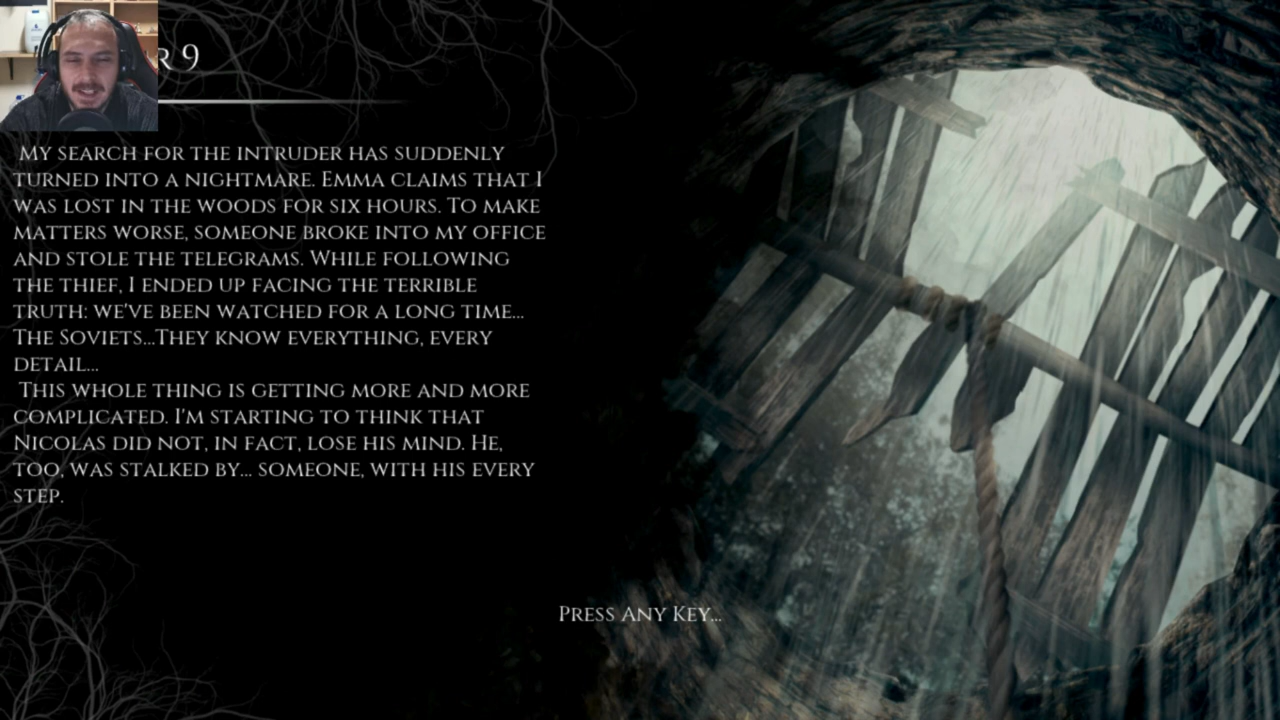 R 9
My search for the intruder has suddenly
turned into a nightmare. Emma claims that I
was lost in the woods for six hours. To make
matters worse, someone broke into my office
and stole the telegrams. While following
the thief, I ended up facing the terrible
truth: we've been watched for a long time...
The Soviets...They know everything, every
detail...
This whole thing is getting more and more
complicated. I'm starting to think that
Nicolas did not, in fact, lose his mind. He,
too, was stalked by... someone, with his every
step.
Press Any Key...